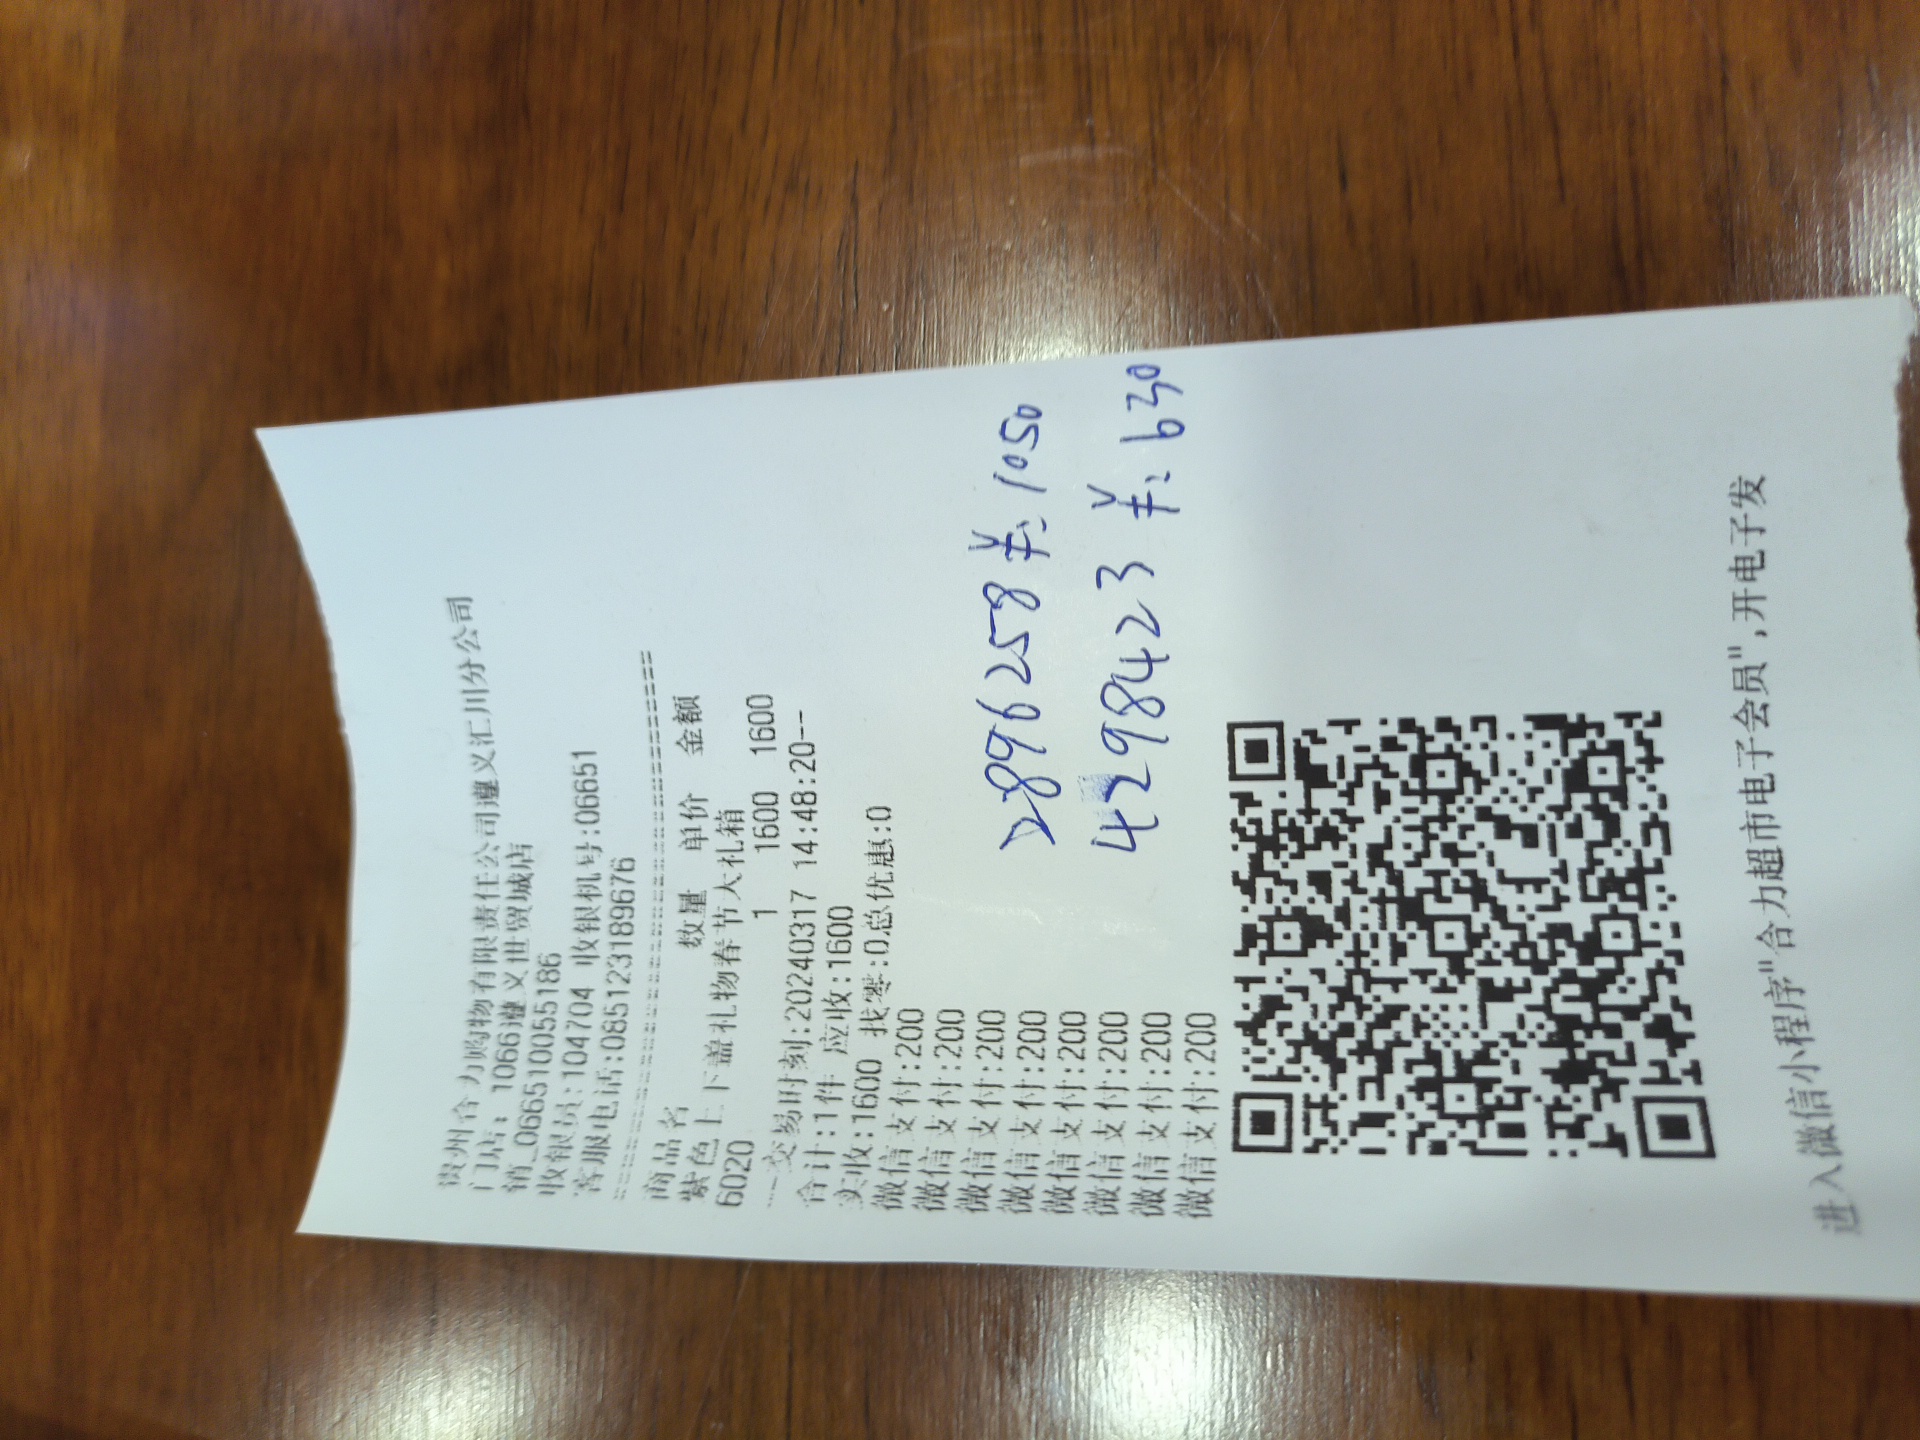 贵州合力购物有限责任公司遵义汇川分公司
门店: 1066遵义世贸城店
销_066510055186
收银员:104704 收银机号:06651
客服电话:085123189676
================================
商品名 数量 单价 金额
紫色上下盖礼物春节大礼箱
6020 1 1600 1600
---交易时刻:20240317 14:48:20--
合计:1件 应收:1600
实收:1600 找零:0总优惠:0
微信支付:200
微信支付:200
微信支付:200
微信支付:200
微信支付:200
微信支付:200
微信支付:200
微信支付:200
28996258 ¥:1050
4298423 ¥:630
进入微信小程序"合力超市电子会员",开电子发